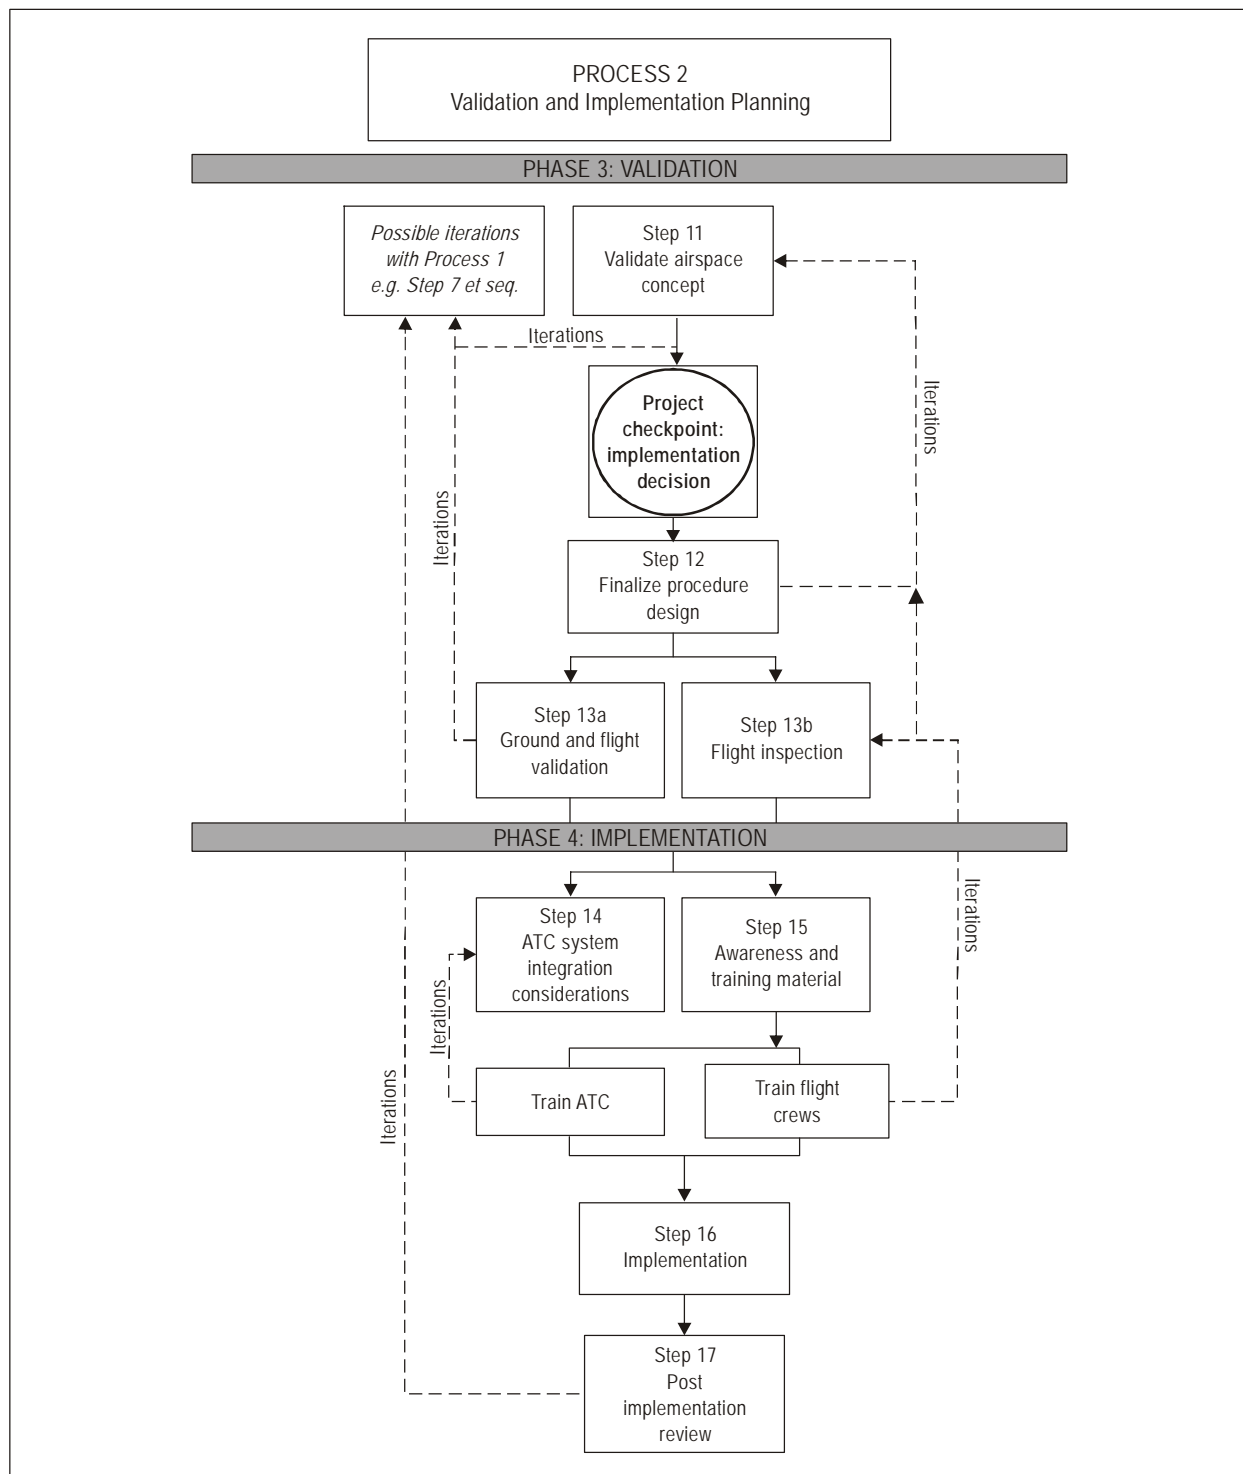 PROCESS 2
Validation and Implementation Planning
PHASE 3: VALIDATION
Possible iterations
with Process 1
e.g. Step 7 et seq.
Step 11
Validate airspace
concept
Iterations
Project
checkpoint:
implementation
decision
Iterations
Iterations
Step 12
Finalize procedure
design
Step 13a
Ground and flight
validation
Step 13b
Flight inspection
PHASE 4: IMPLEMENTATION
Step 14
ATC system
integration
considerations
Step 15
Awareness and
training material
Iterations
Iterations
Iterations
Train ATC
Train flight
crews
Step 16
Implementation
Step 17
Post
implementation
review